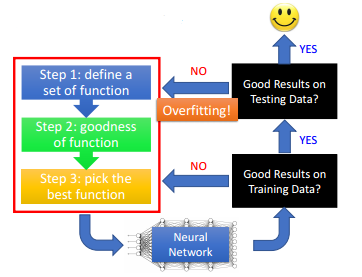 YES
NO
Step 1: define a
set of function
Good Results on
Testing Data?
Overfitting!
Step 2: goodness
of function
YES
NO
Step 3: pick the
best function
Good Results on
Training Data?
Neural
Network